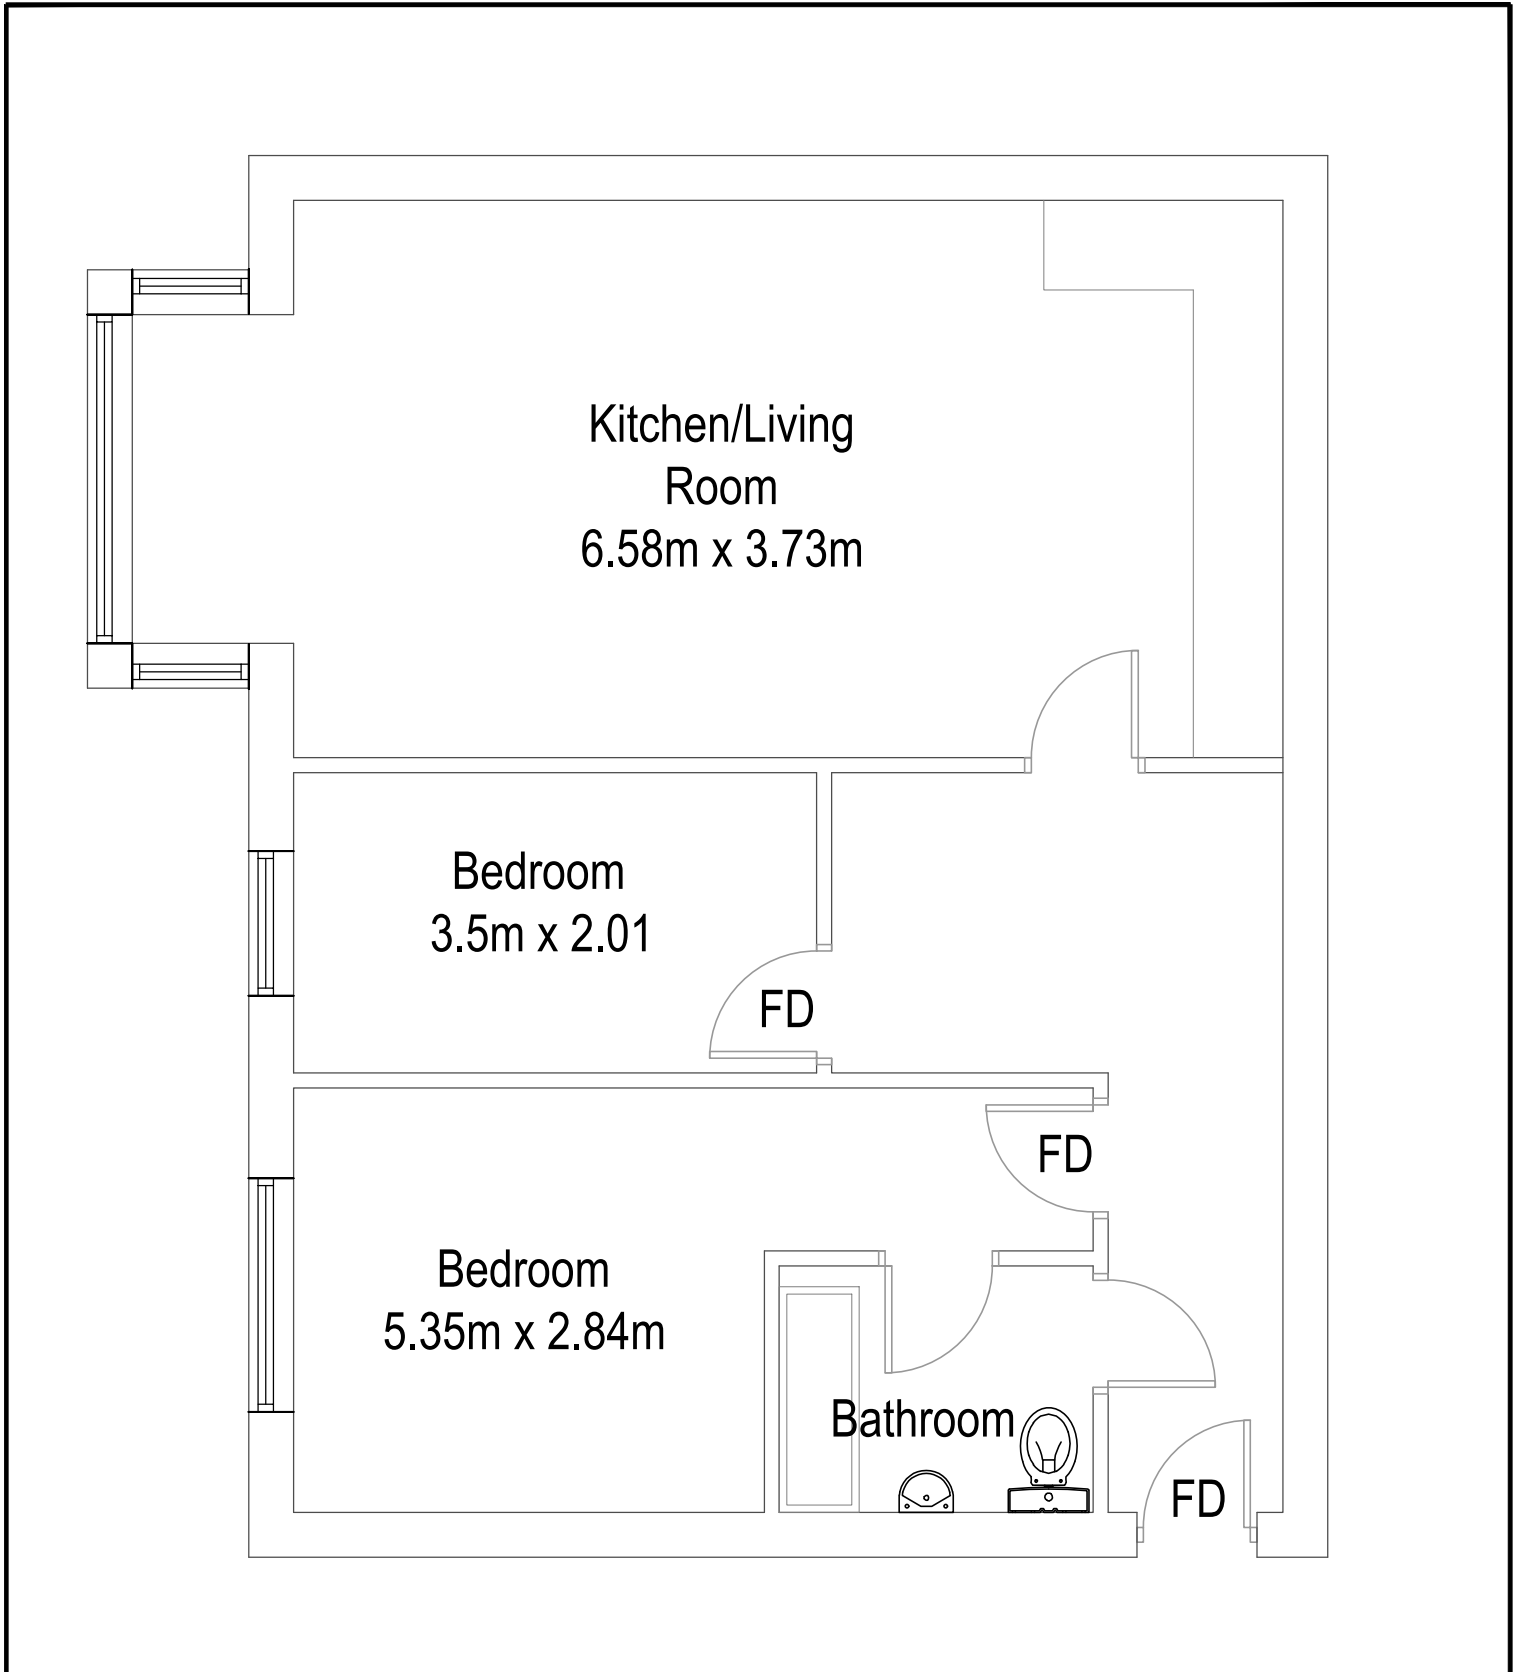 Kitchen/Living
Room
6.58m x 3.73m
Bedroom
3.5m x 2.01
FD
FD
Bedroom
5.35m x 2.84m
Bathroom
FD